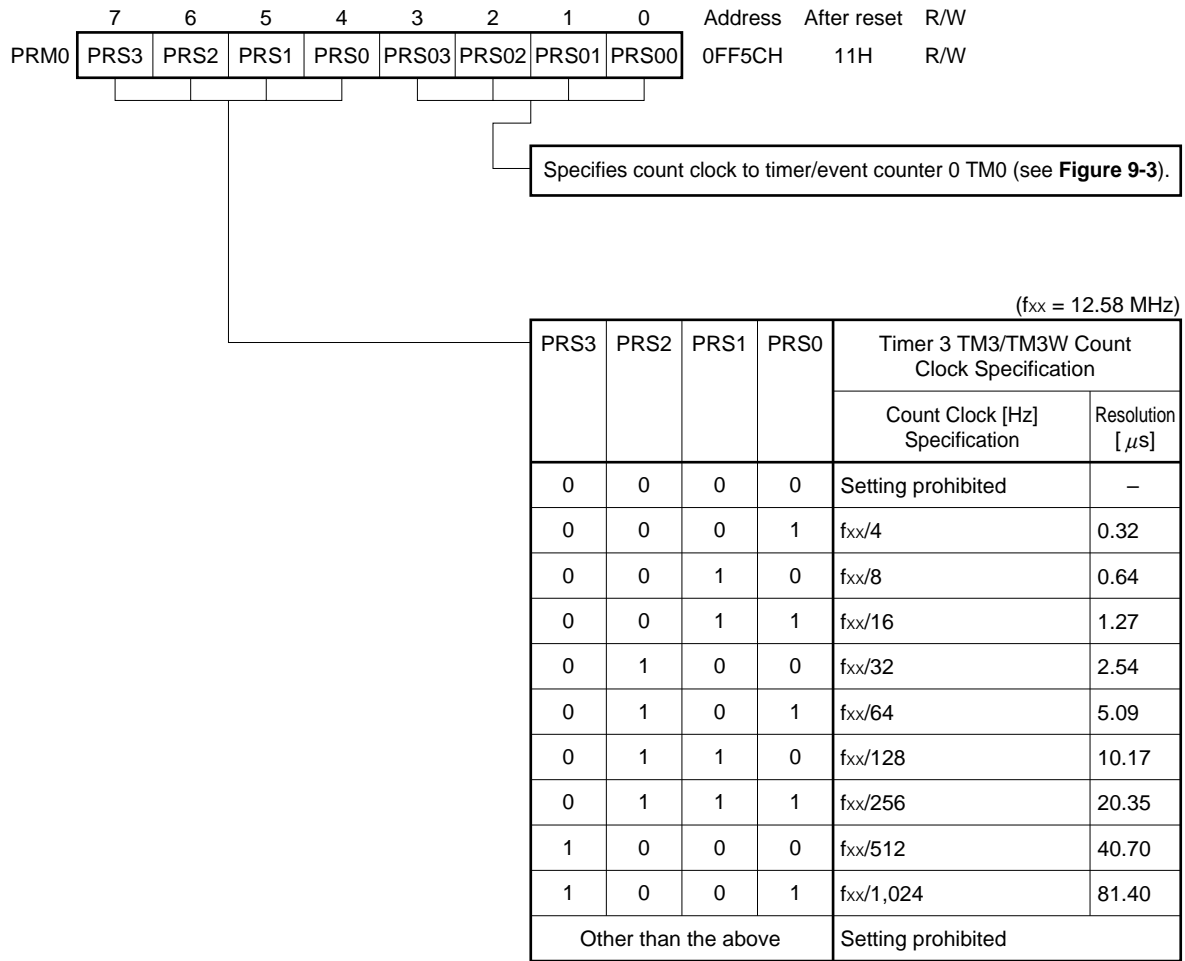 7 6 5 4 3 2 1 0 Address After reset R/W
PRM0 PRS3 PRS2 PRS1 PRS0 PRS03 PRS02 PRS01 PRS00 0FF5CH 11H R/W
Specifies count clock to timer/event counter 0 TM0 (see Figure 9-3).
(fxx = 12.58 MHz)
PRS3 PRS2 PRS1 PRS0 Timer 3 TM3/TM3W Count
Clock Specification
Count Clock [Hz] Resolution
Specification [ μs]
0 0 0 0 Setting prohibited –
0 0 0 1 fxx/4 0.32
0 0 1 0 fxx/8 0.64
0 0 1 1 fxx/16 1.27
0 1 0 0 fxx/32 2.54
0 1 0 1 fxx/64 5.09
0 1 1 0 fxx/128 10.17
0 1 1 1 fxx/256 20.35
1 0 0 0 fxx/512 40.70
1 0 0 1 fxx/1,024 81.40
Other than the above Setting prohibited